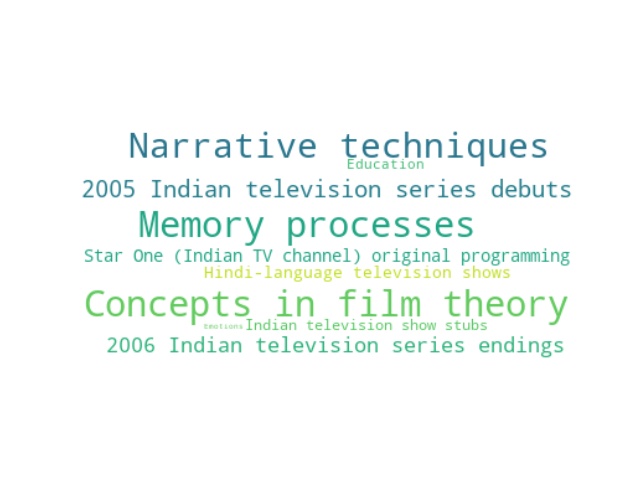 Narrative techniques
Education
2005 Indian television series debuts
Memory processes
Star One (Indian TV channel) original programming
Hindi-language television shows
Concepts in film theory
Emotions
Indian television show stubs
2006 Indian television series endings